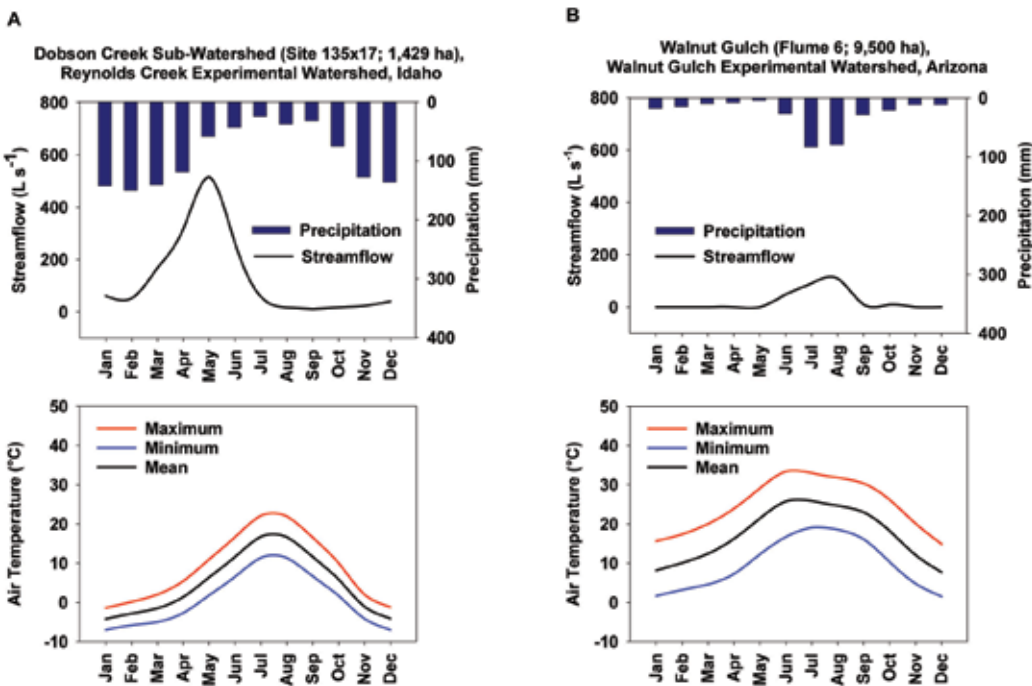 A
Dobson Creek Sub-Watershed (Site 135x17; 1,429 ha),
Reynolds Creek Experimental Watershed, Idaho
800
600
400
200
0
Streamflow (L s⁻¹)
0
100
200
300
400
Precipitation (mm)
Precipitation
Streamflow
Jan
Feb
Mar
Apr
May
Jun
Jul
Aug
Sep
Oct
Nov
Dec
50
40
30
20
10
0
-10
Air Temperature (°C)
Maximum
Minimum
Mean
Jan
Feb
Mar
Apr
May
Jun
Jul
Aug
Sep
Oct
Nov
Dec
B
Walnut Gulch (Flume 6; 9,500 ha),
Walnut Gulch Experimental Watershed, Arizona
800
600
400
200
0
Streamflow (L s⁻¹)
0
100
200
300
400
Precipitation (mm)
Precipitation
Streamflow
Jan
Feb
Mar
Apr
May
Jun
Jul
Aug
Sep
Oct
Nov
Dec
50
40
30
20
10
0
-10
Air Temperature (°C)
Maximum
Minimum
Mean
Jan
Feb
Mar
Apr
May
Jun
Jul
Aug
Sep
Oct
Nov
Dec